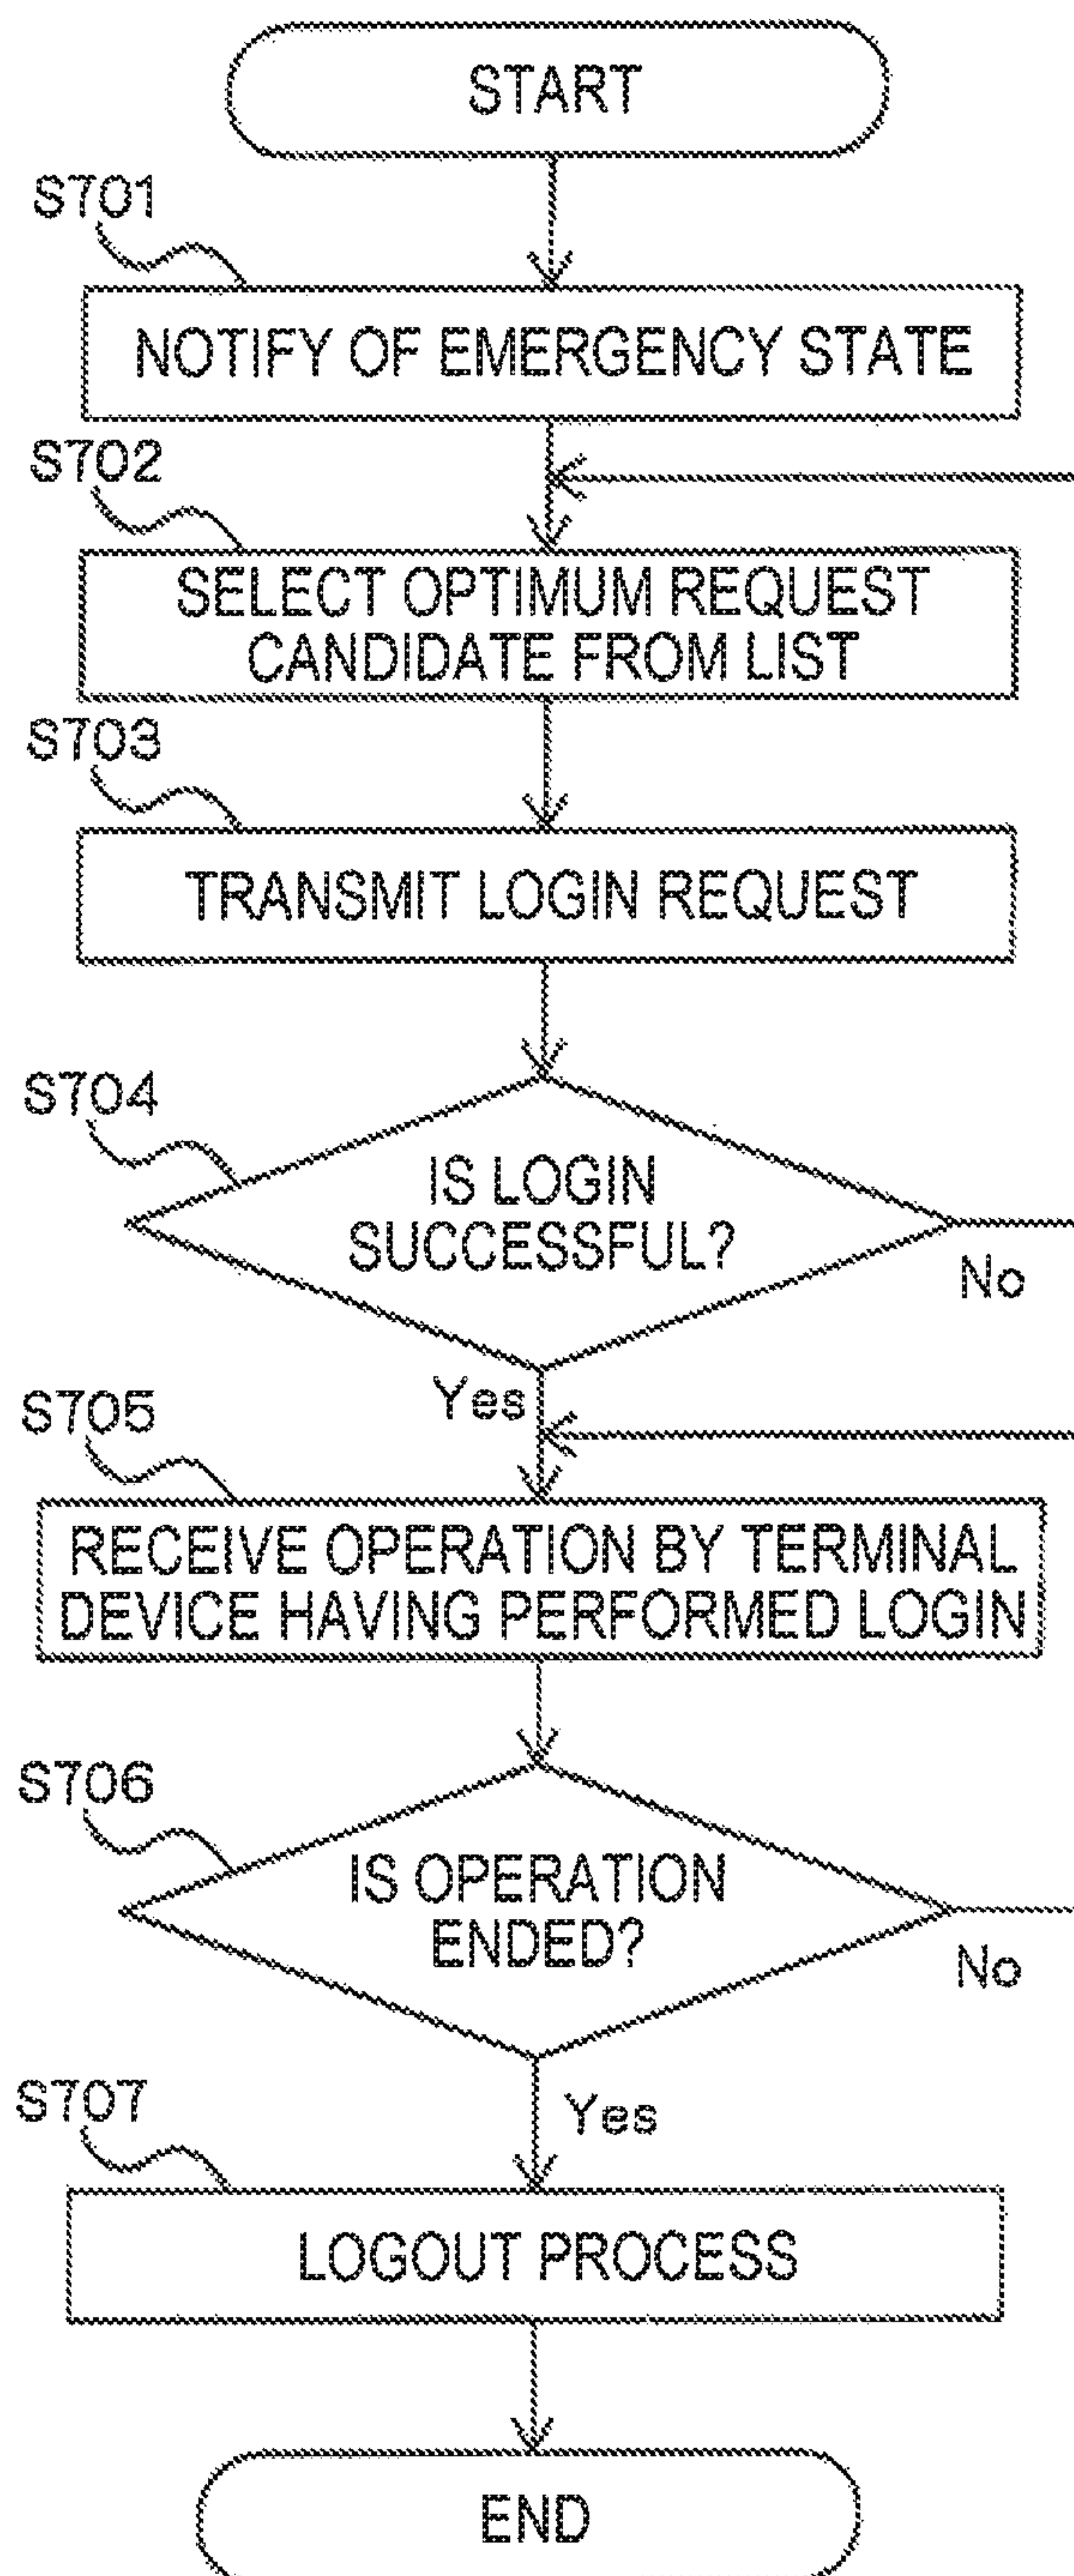 START
S701
NOTIFY OF EMERGENCY STATE
S702
SELECT OPTIMUM REQUEST
CANDIDATE FROM LIST
S703
TRANSMIT LOGIN REQUEST
S704
IS LOGIN
SUCCESSFUL?
No
Yes
S705
RECEIVE OPERATION BY TERMINAL
DEVICE HAVING PERFORMED LOGIN
S706
IS OPERATION
ENDED?
No
Yes
S707
LOGOUT PROCESS
END